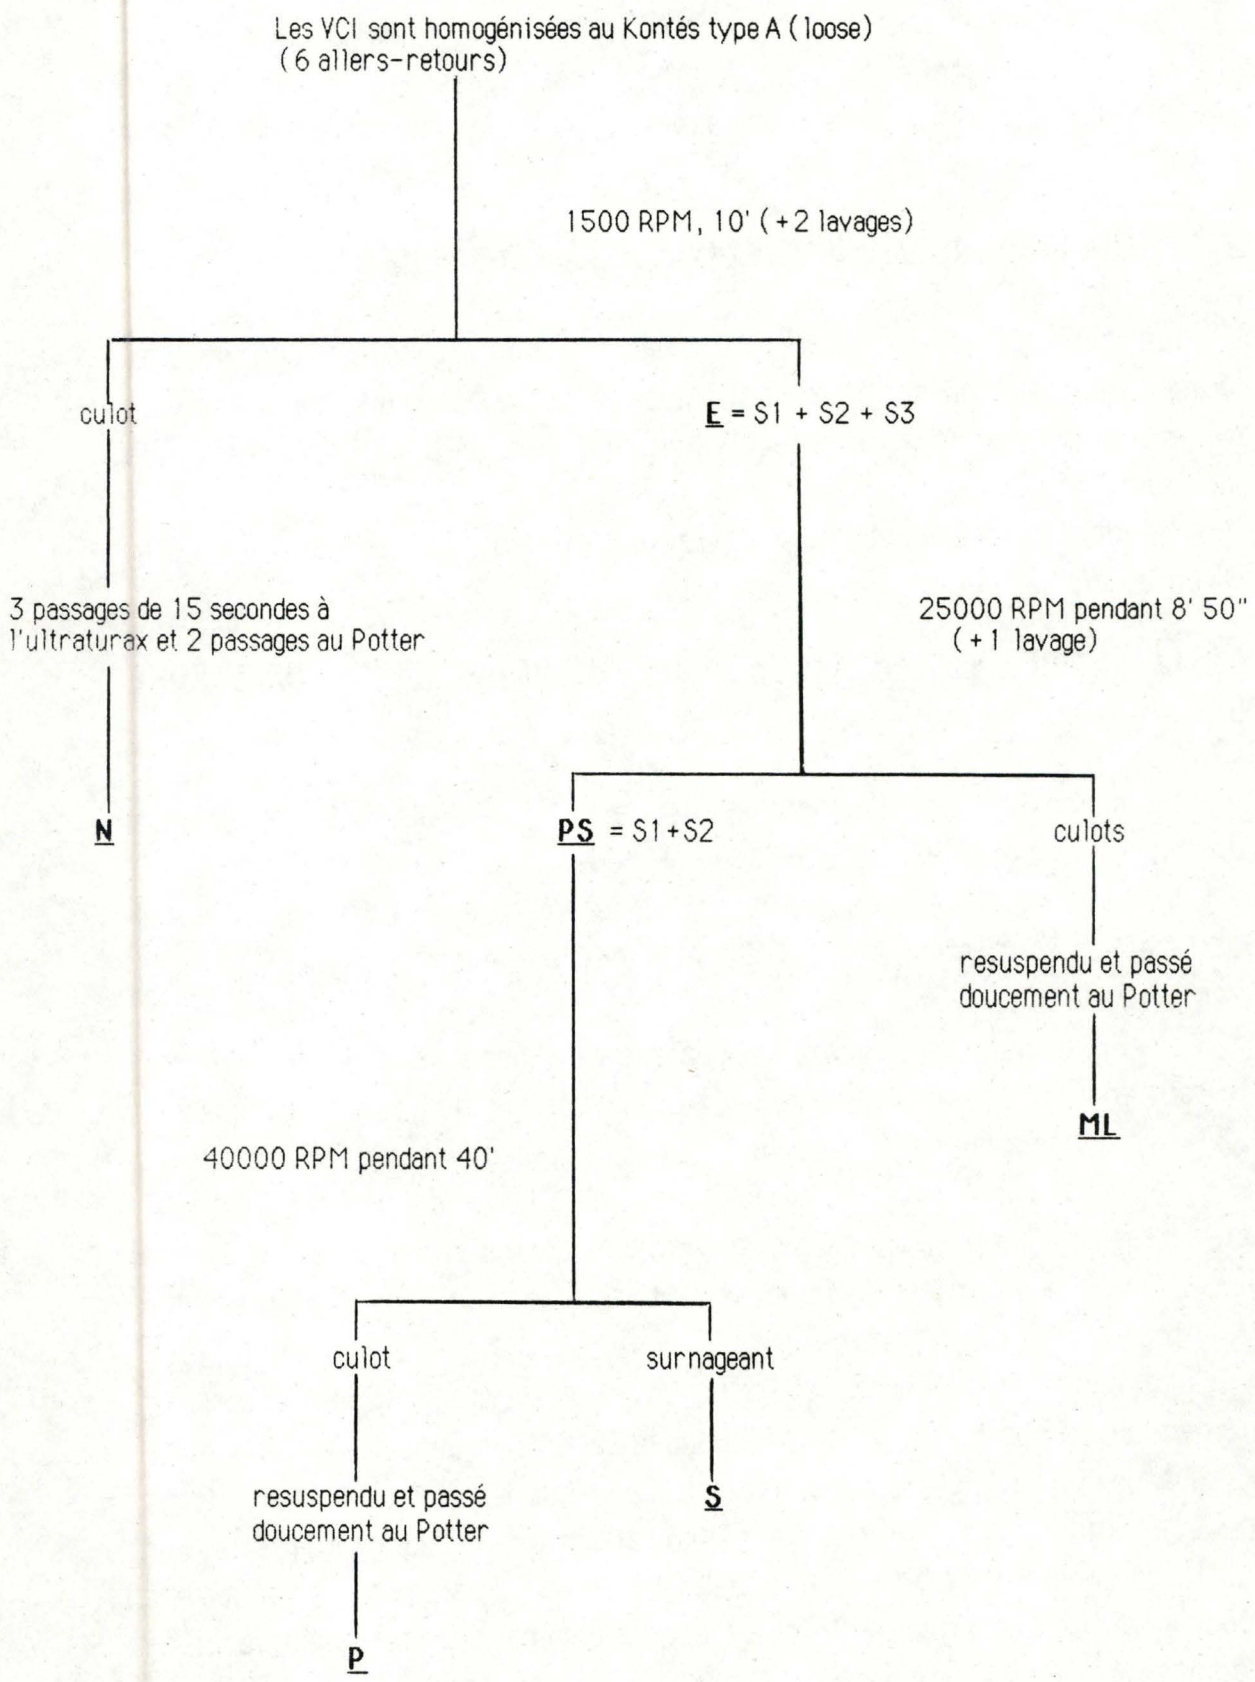 Les VCI sont homogénisées au Kontés type A (loose)
(6 allers-retours)
1500 RPM, 10' (+2 lavages)
culot
E = S1 + S2 + S3
3 passages de 15 secondes à
l'ultraturax et 2 passages au Potter
25000 RPM pendant 8' 50"
(+1 lavage)
N
PS = S1+S2
culots
resuspendu et passé
doucement au Potter
ML
40000 RPM pendant 40'
culot
surnageant
resuspendu et passé
doucement au Potter
S
P